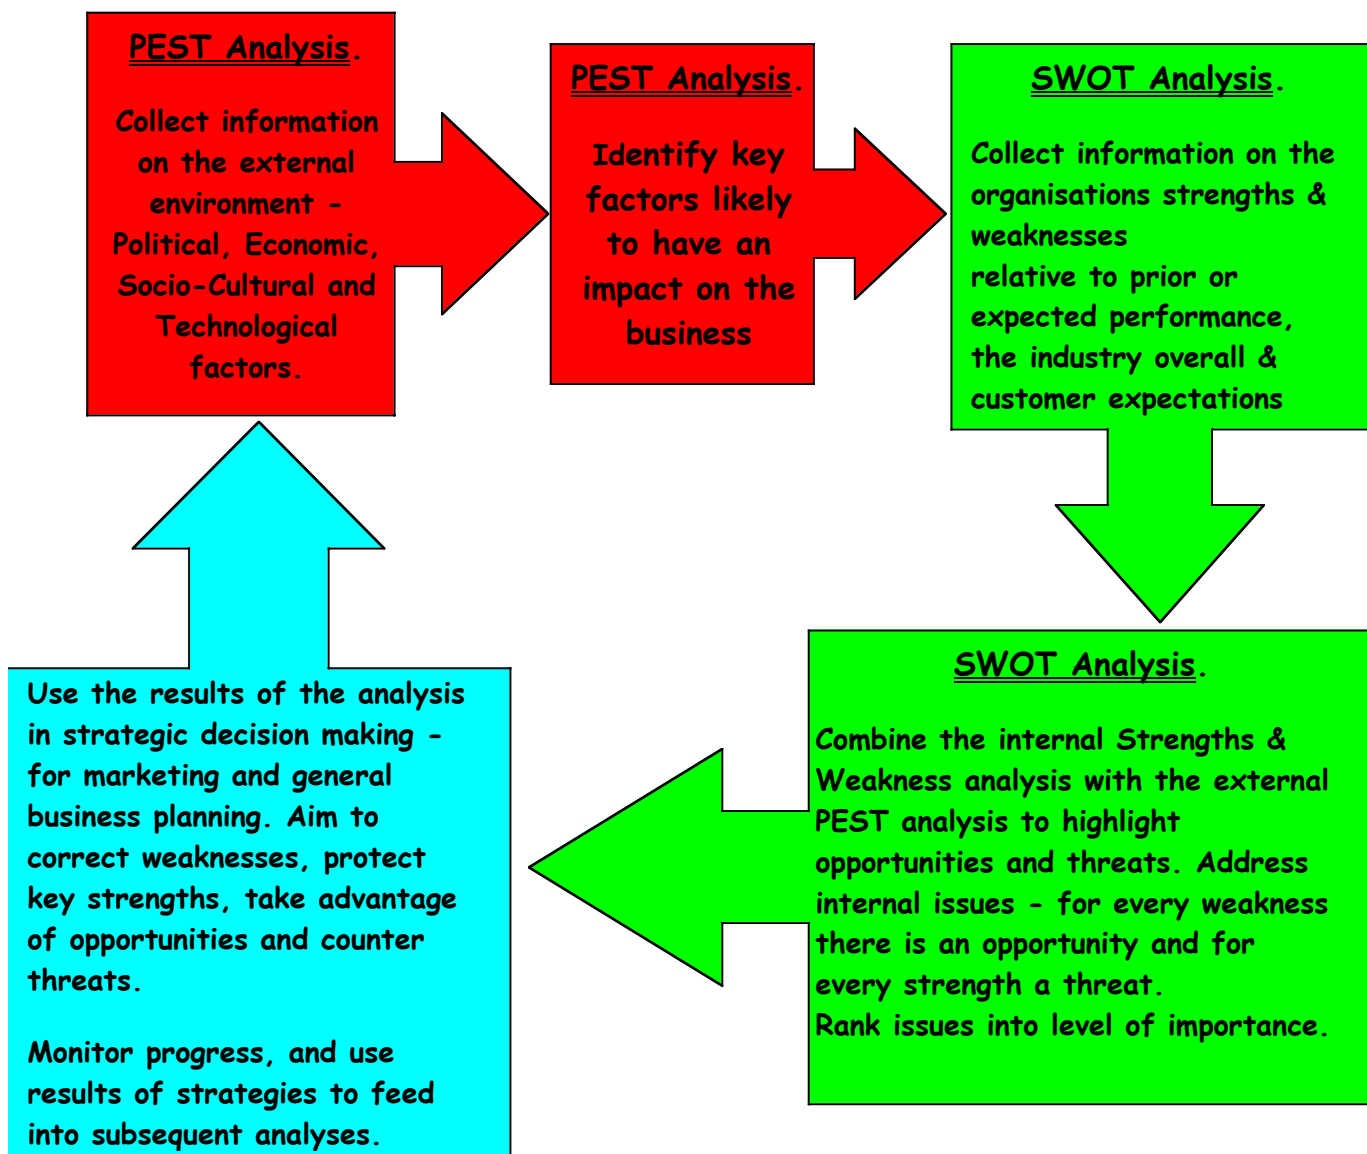 PEST Analysis.
Collect information
on the external
environment -
Political, Economic,
Socio-Cultural and
Technological
factors.
PEST Analysis.
Identify key
factors likely
to have an
impact on the
business
SWOT Analysis.
Collect information on the
organisations strengths &
weaknesses
relative to prior or
expected performance,
the industry overall &
customer expectations
SWOT Analysis.
Combine the internal Strengths &
Weakness analysis with the external
PEST analysis to highlight
opportunities and threats. Address
internal issues - for every weakness
there is an opportunity and for
every strength a threat.
Rank issues into level of importance.
Use the results of the analysis
in strategic decision making -
for marketing and general
business planning. Aim to
correct weaknesses, protect
key strengths, take advantage
of opportunities and counter
threats.
Monitor progress, and use
results of strategies to feed
into subsequent analyses.